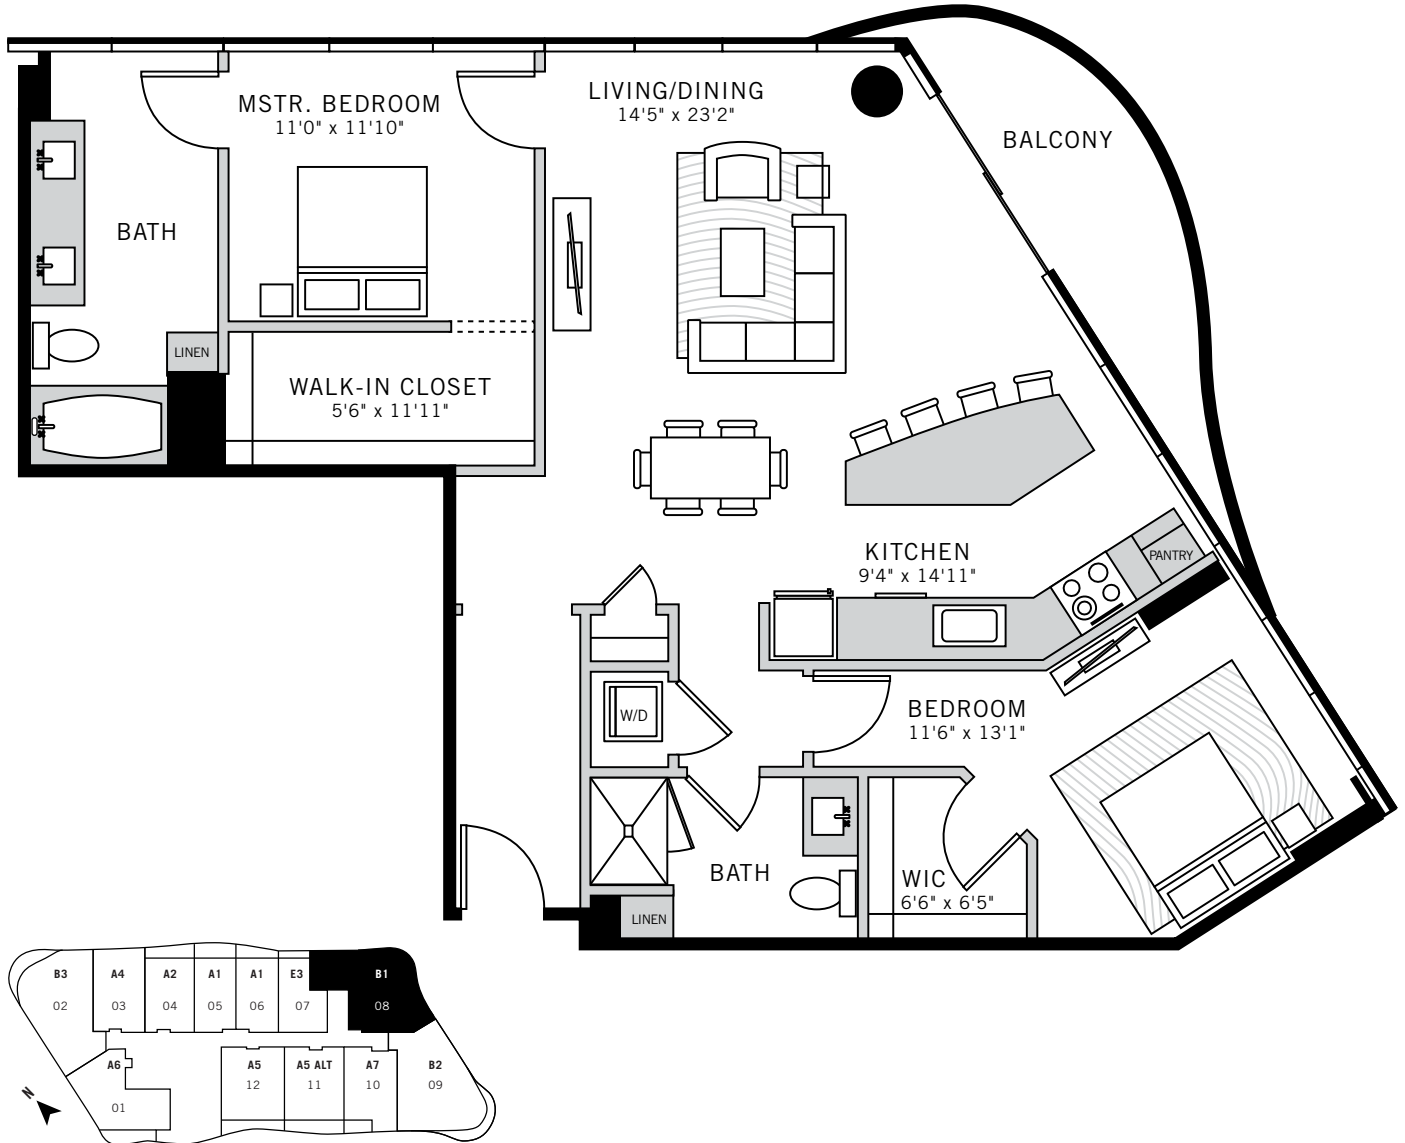 MSTR. BEDROOM
11'0" x 11'10"
LIVING/DINING
14'5" x 23'2"
BALCONY
BATH
LINEN
WALK-IN CLOSET
5'6" x 11'11"
KITCHEN
9'4" x 14'11"
PANTRY
W/D
BEDROOM
11'6" x 13'1"
BATH
WIC
6'6" x 6'5"
LINEN
B3
02
A4
03
A2
04
A1
05
A1
06
E3
07
B1
08
A6
01
A5
12
A5 ALT
11
A7
10
B2
09
N